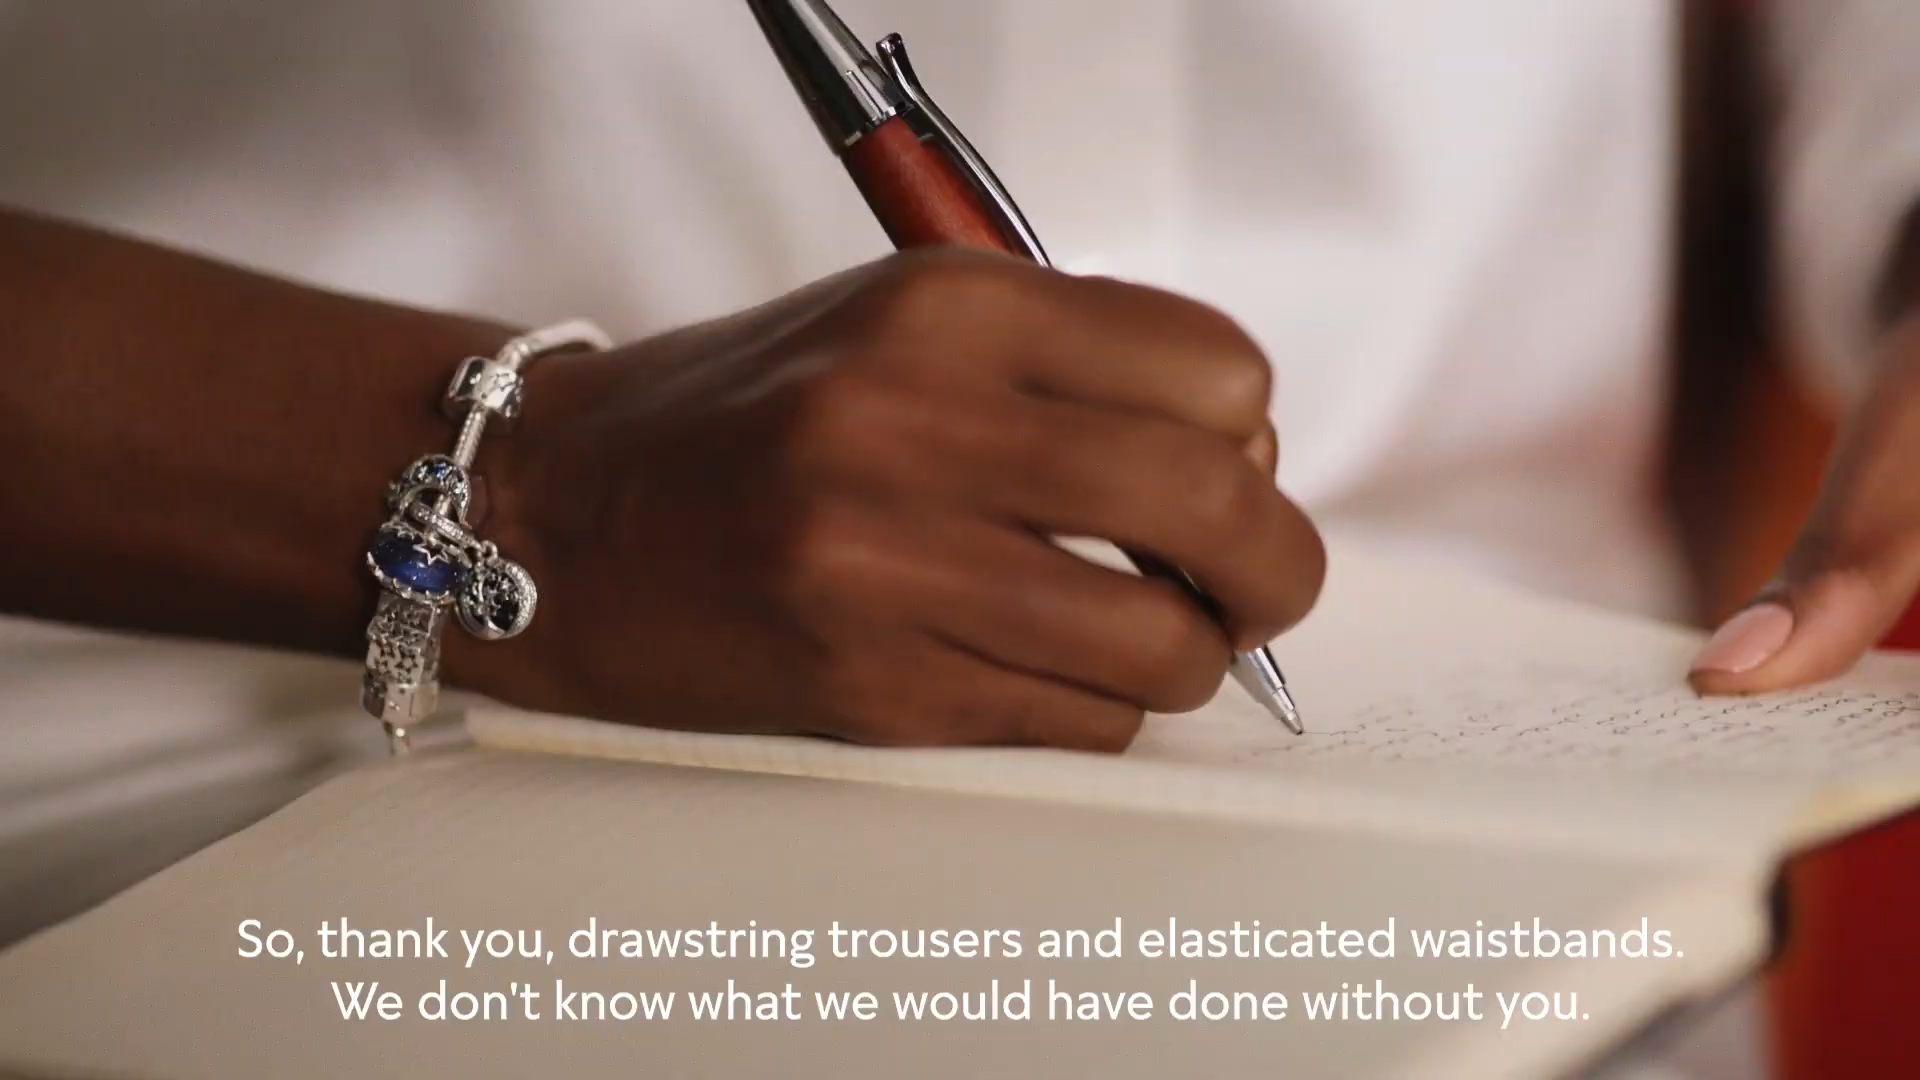 So, thank you, drawstring trousers and elasticated waistbands.
We don't know what we would have done without you.